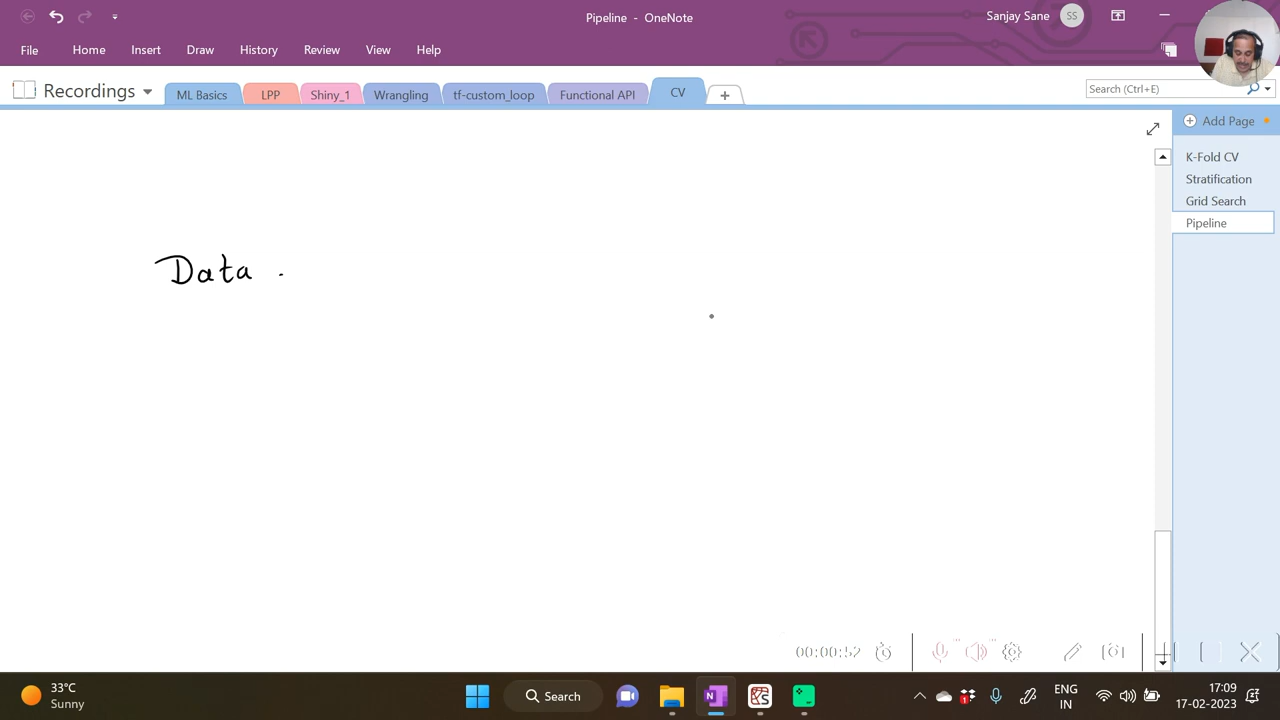 Pipeline - OneNote
Sanjay Sane
SS
File
Home
Insert
Draw
History
Review
View
Help
Recordings
ML Basics
LPP
Shiny_1
Wrangling
tf-custom_loop
Functional API
CV
Search (Ctrl+E)
Add Page
K-Fold CV
Stratification
Grid Search
Pipeline
Data
00:00:52
33°C
Sunny
Search
ENG
IN
17:09
17-02-2023